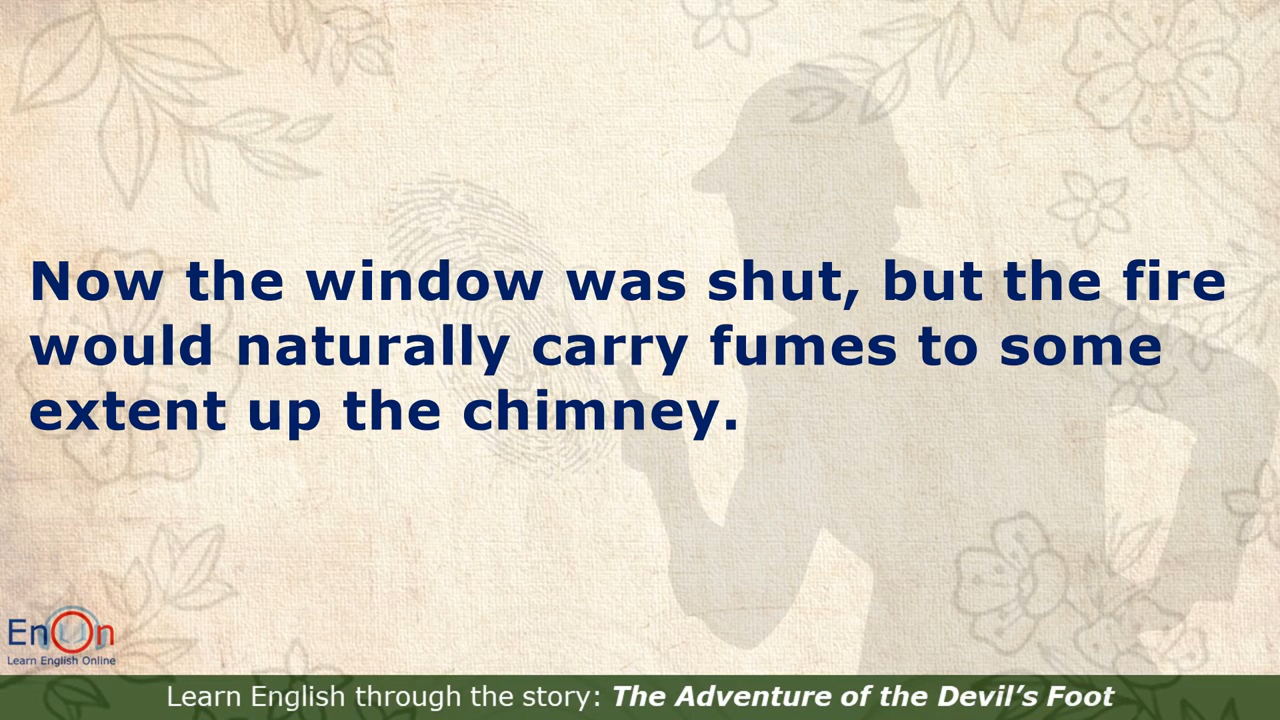 Now the window was shut, but the fire
would naturally carry fumes to some
extent up the chimney.
EnOn
Learn English Online
Learn English through the story: The Adventure of the Devil’s Foot